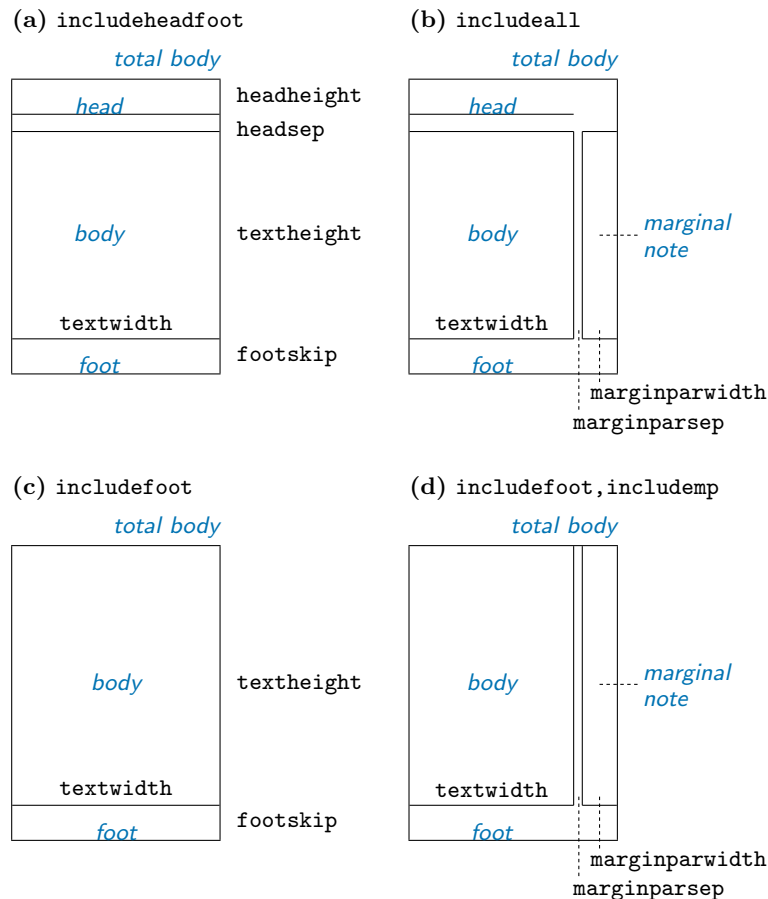 (a) includeheadfoot
total body
head
headheight
headsep
body
textheight
textwidth
foot
footskip
(b) includeall
total body
head
body
marginal
note
textwidth
foot
marginparwidth
marginparsep
(c) includefoot
total body
body
textheight
textwidth
foot
footskip
(d) includefoot,includemp
total body
body
marginal
note
textwidth
foot
marginparwidth
marginparsep